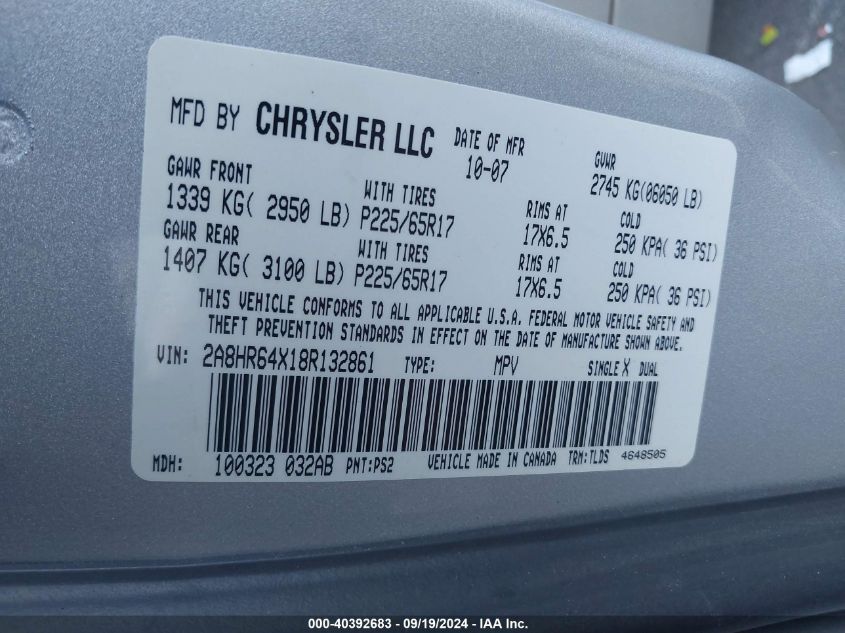 MFD BY CHRYSLER LLC DATE OF MFR 10-07 GVWR 2745 KG(06050 LB)
GAWR FRONT WITH TIRES RIMS AT COLD
1339 KG( 2950 LB) P225/65R17 17X6.5 250 KPA( 36 PSI)
GAWR REAR WITH TIRES RIMS AT COLD
1407 KG( 3100 LB) P225/65R17 17X6.5 250 KPA( 36 PSI)
THIS VEHICLE CONFORMS TO ALL APPLICABLE U.S.A. FEDERAL MOTOR VEHICLE SAFETY AND
THEFT PREVENTION STANDARDS IN EFFECT ON THE DATE OF MANUFACTURE SHOWN ABOVE.
VIN: 2A8HR64X18R132861 TYPE: MPV SINGLE X DUAL
MDH: 100323 032AB PNT:PS2 VEHICLE MADE IN CANADA TRM:TLDS 4648505
000-40392683 - 09/19/2024 - IAA Inc.